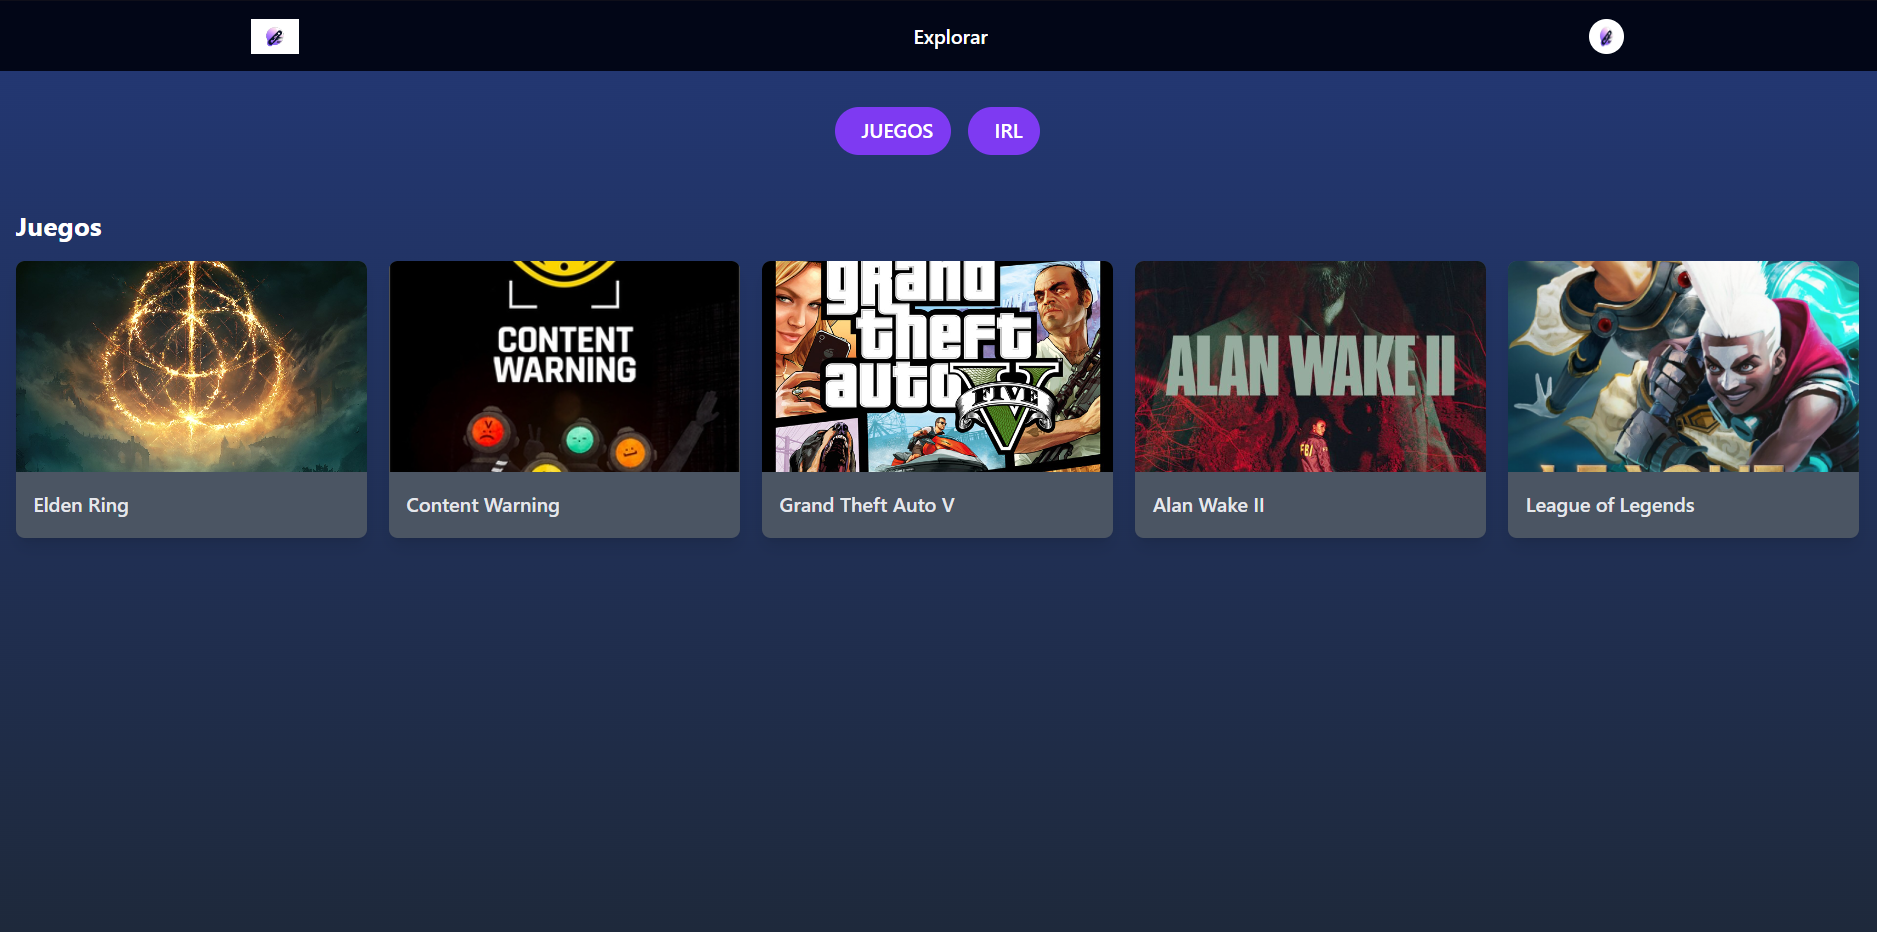 Explorar
JUEGOS
IRL
Juegos
CONTENT
WARNING
grand
theft
auto
V
FIVE
ALAN WAKE II
FBI
Elden Ring
Content Warning
Grand Theft Auto V
Alan Wake II
League of Legends